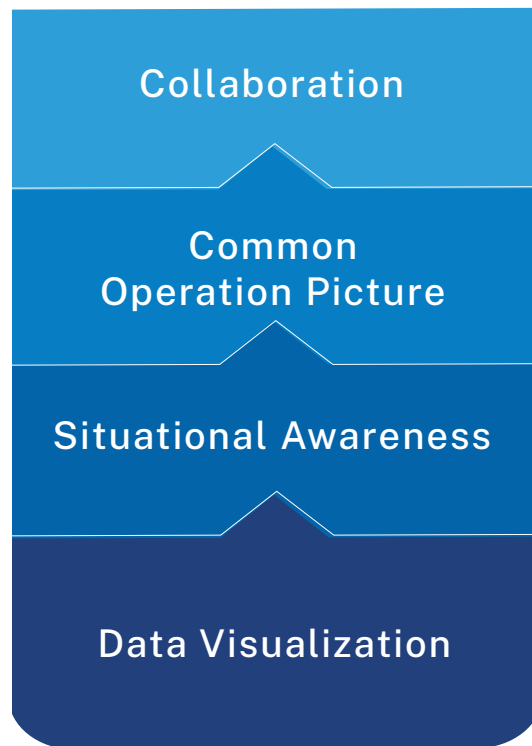 Collaboration
Common
Operation Picture
Situational Awareness
Data Visualization